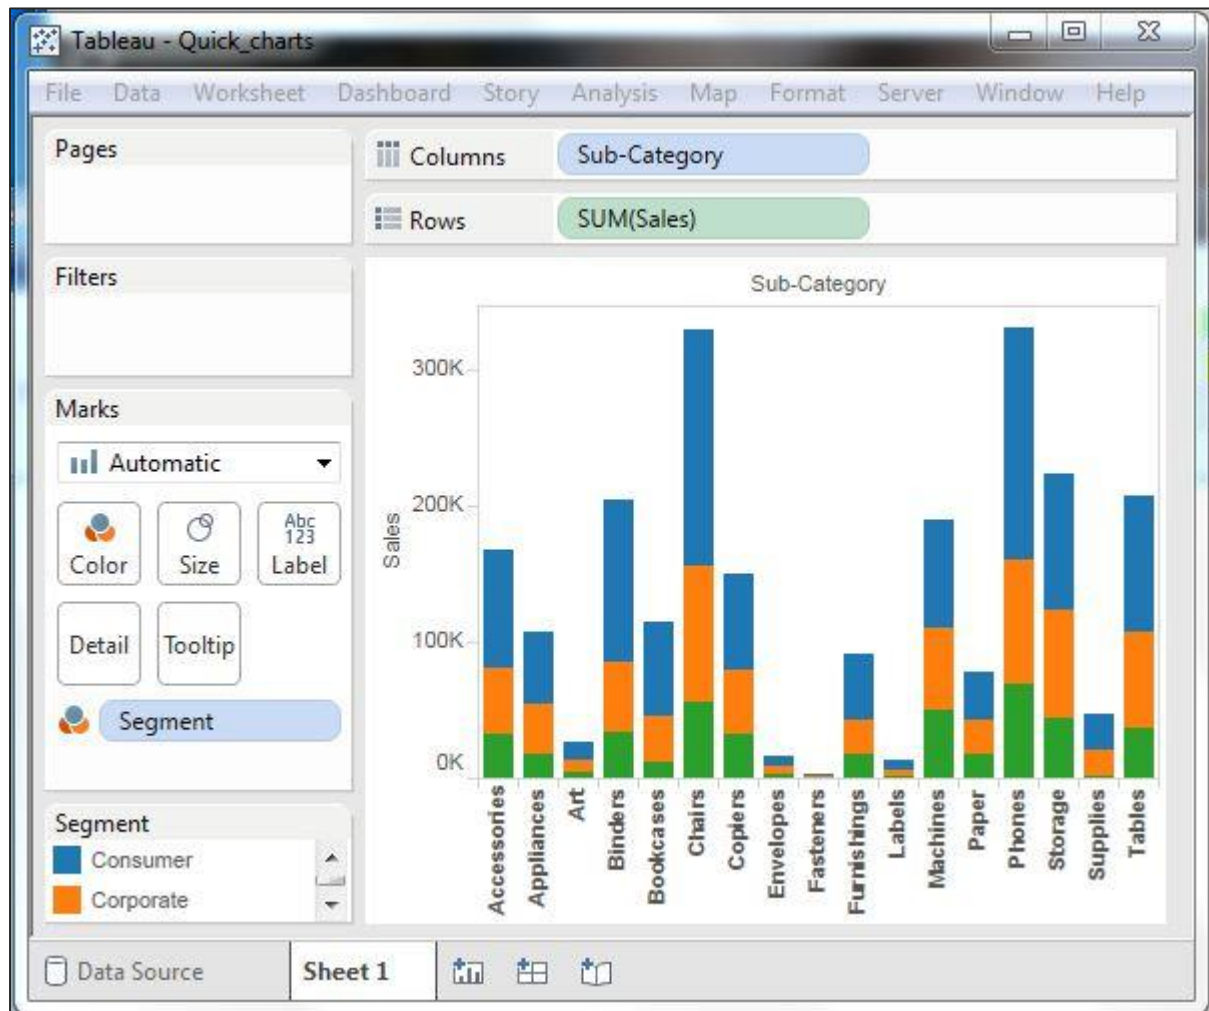 Tableau - Quick_charts
File Data Worksheet Dashboard Story Analysis Map Format Server Window Help
Pages
Columns Sub-Category
Rows SUM(Sales)
Filters
Marks
Automatic
Color Size Abc 123 Label
Detail Tooltip
Segment
Segment
Consumer
Corporate
Sub-Category
Sales
300K
200K
100K
0K
Accessories
Appliances
Art
Binders
Bookcases
Chairs
Copiers
Envelopes
Fasteners
Furnishings
Labels
Machines
Paper
Phones
Storage
Supplies
Tables
Data Source Sheet 1